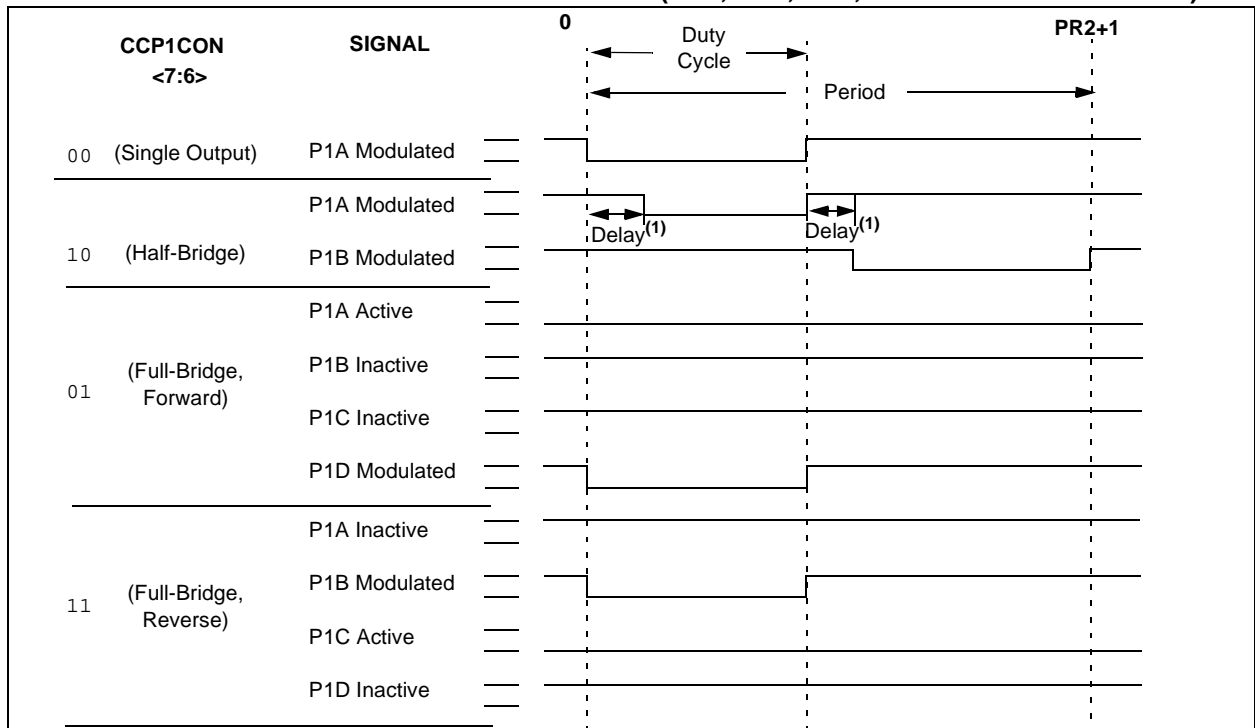 0
PR2+1
CCP1CON
<7:6>
SIGNAL
Duty
Cycle
Period
00 (Single Output) P1A Modulated
P1A Modulated
Delay(1) Delay(1)
10 (Half-Bridge) P1B Modulated
P1A Active
P1B Inactive
01 (Full-Bridge,
Forward)
P1C Inactive
P1D Modulated
P1A Inactive
P1B Modulated
11 (Full-Bridge,
Reverse)
P1C Active
P1D Inactive